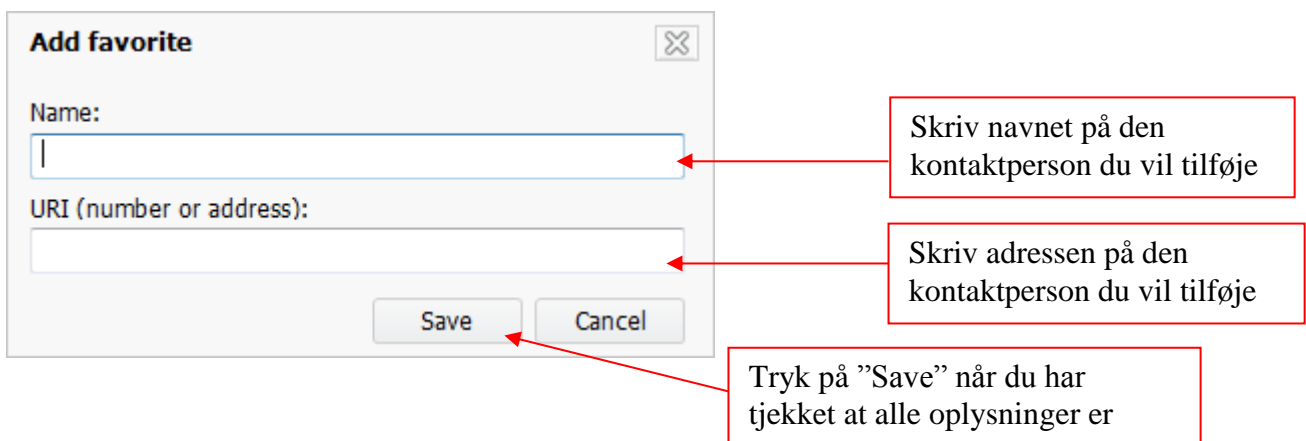 Add favorite
Name:
Skriv navnet på den
kontaktperson du vil tilføje
URI (number or address):
Skriv adressen på den
kontaktperson du vil tilføje
Save
Cancel
Tryk på ”Save” når du har
tjekket at alle oplysninger er